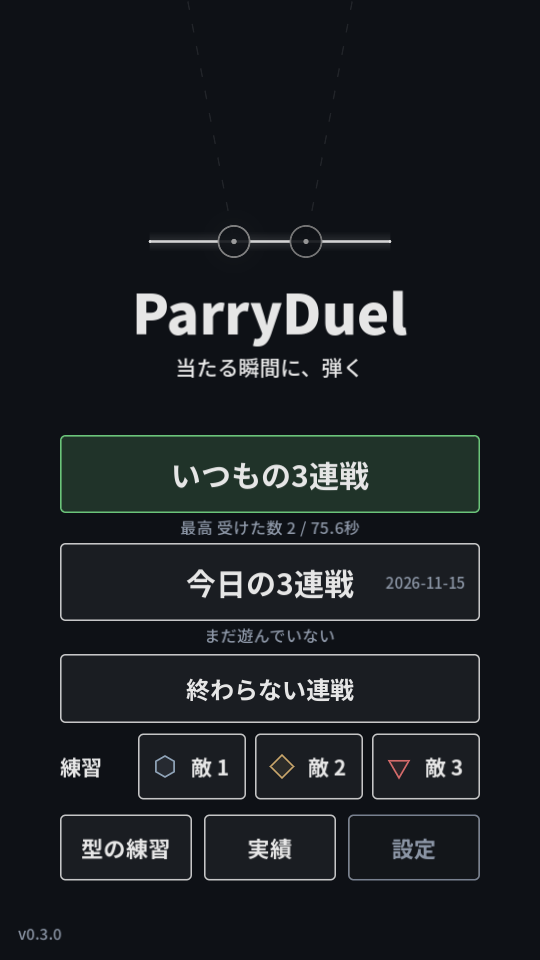 ParryDuel
当たる瞬間に、弾く
いつもの3連戦
最高 受けた数 2 / 75.6秒
今日の3連戦 2026-11-15
まだ遊んでいない
終わらない連戦
練習 敵 1 敵 2 敵 3
型の練習 実績 設定
v0.3.0